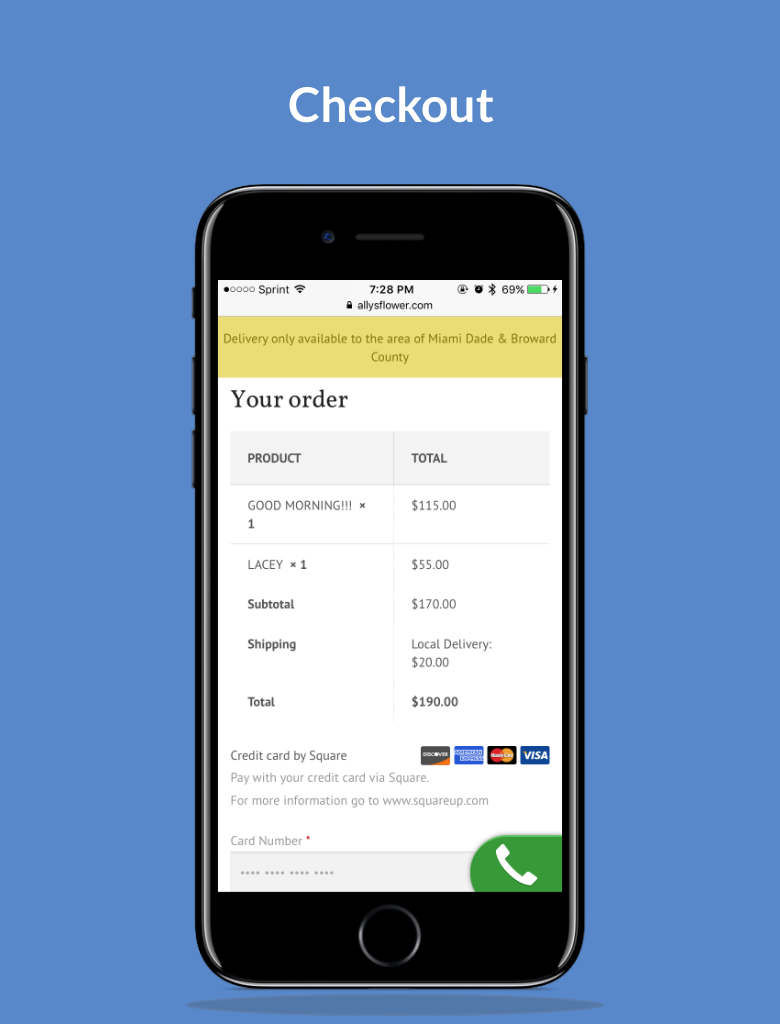 Checkout
Sprint 7:28 PM 69%
allysflower.com
Delivery only available to the area of Miami Dade & Broward
County
Your order
PRODUCT TOTAL
GOOD MORNING!!! × $115.00
1
LACEY × 1 $55.00
Subtotal $170.00
Shipping Local Delivery:
$20.00
Total $190.00
Credit card by Square DISCOVER AMERICAN EXPRESS MasterCard VISA
Pay with your credit card via Square.
For more information go to www.squareup.com
Card Number *
•••• •••• •••• ••••